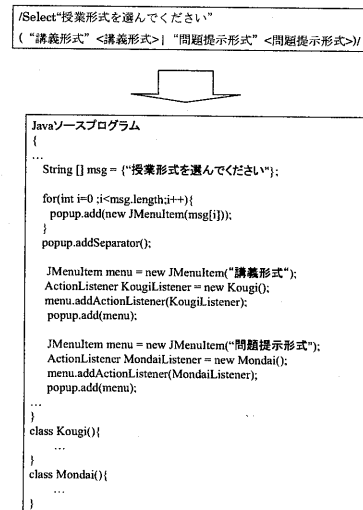 /Select“授業形式を選んでください”
( “講義形式” <講義形式>| “問題提示形式” <問題提示形式>)/
Javaソースプログラム
{
…
String [] msg = {“授業形式を選んでください"};
for(int i=0 ;i<msg.length;i++){
popup.add(new JMenuItem(msg[i]));
}
popup.addSeparator();
JMenuItem menu = new JMenuItem(“講義形式“);
ActionListener KougiListener = new Kougi();
menu.addActionListener(KougiListener);
popup.add(menu);
JMenuItem menu = new JMenuItem(“問題提示形式”);
ActionListener MondaiListener = new Mondai();
menu.addActionListener(MondaiListener);
popup.add(menu);
…
}
class Kougi(){
…
}
class Mondai(){
…
}